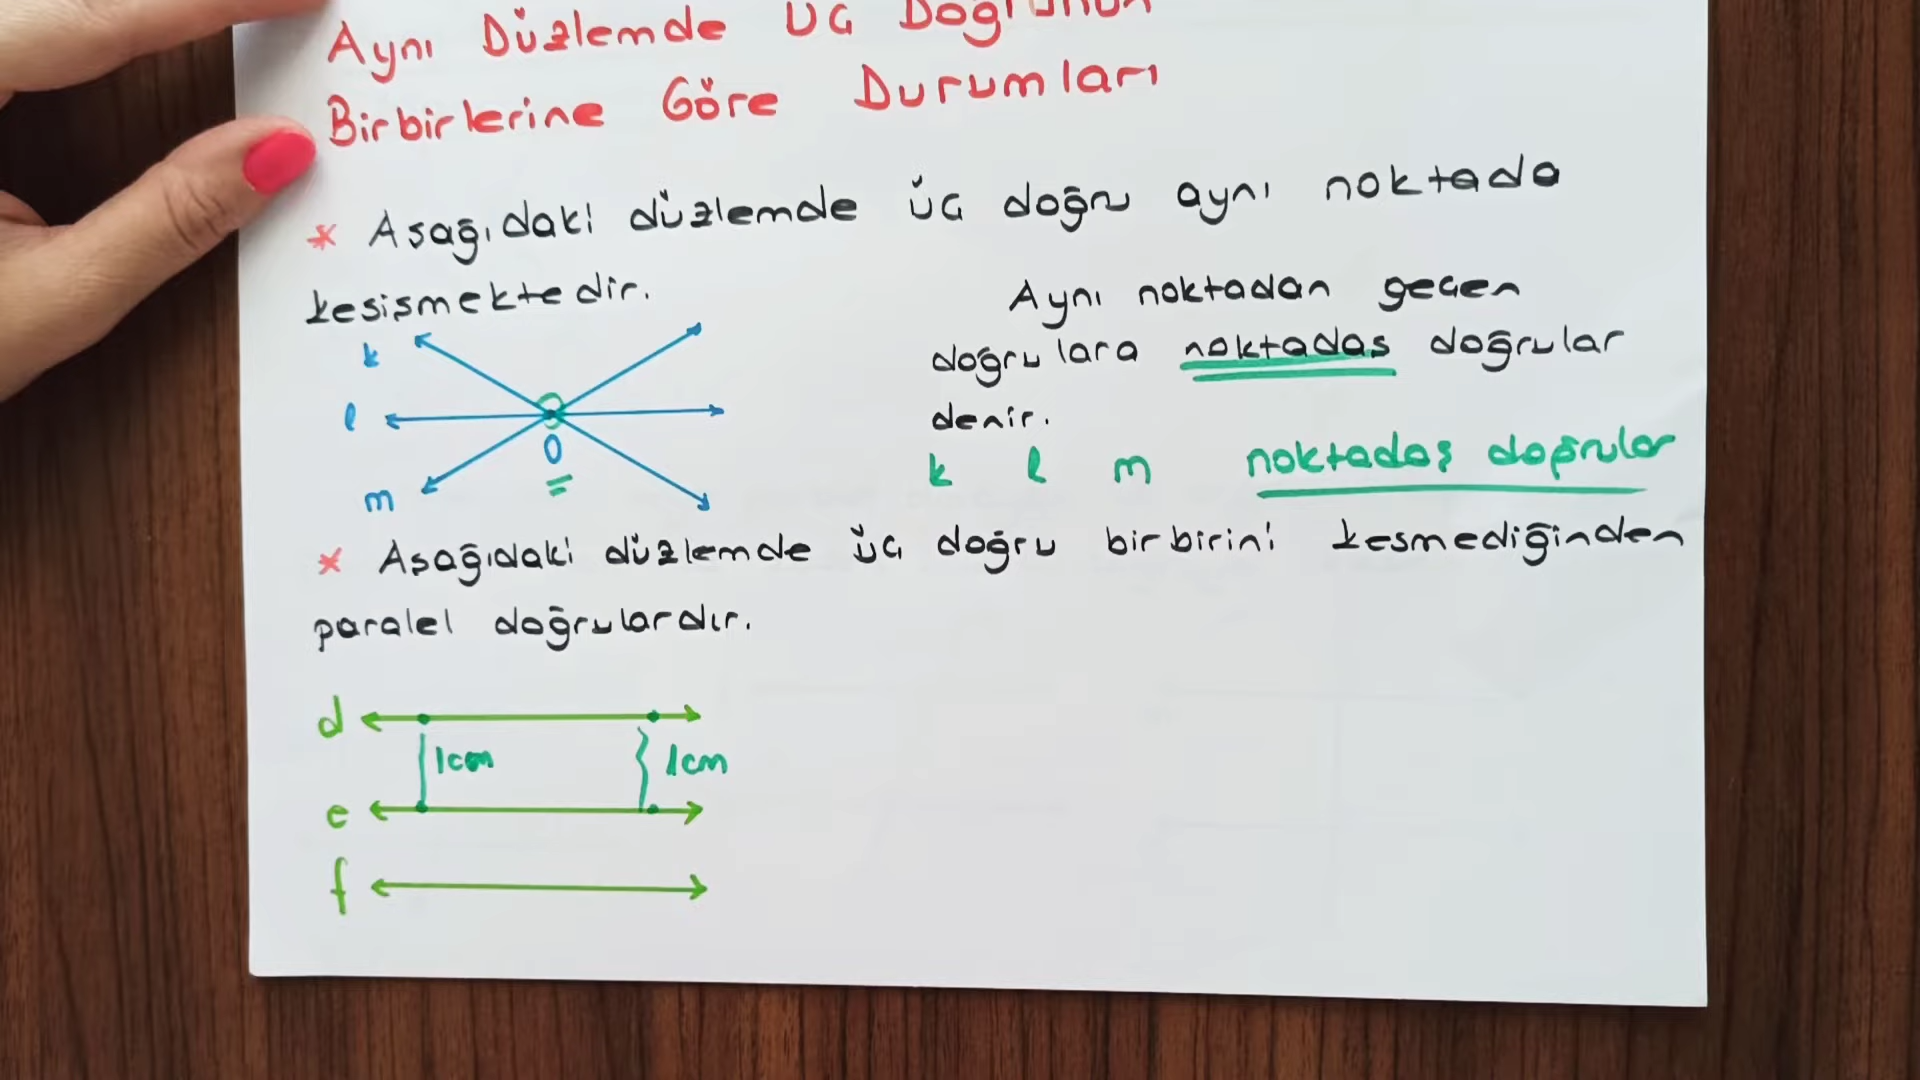 Aynı Düzlemde Üç Doğrunun
Birbirlerine Göre Durumları
* Aşağıdaki düzlemde üç doğru aynı noktada
kesişmektedir.
Aynı noktadan geçen
doğrulara noktadaş doğrular
denir.
k l m noktadaş doğrular
k
l
m
O
* Aşağıdaki düzlemde üç doğru birbirini kesmediğinden
paralel doğrulardır.
d
1cm 1cm
e
f